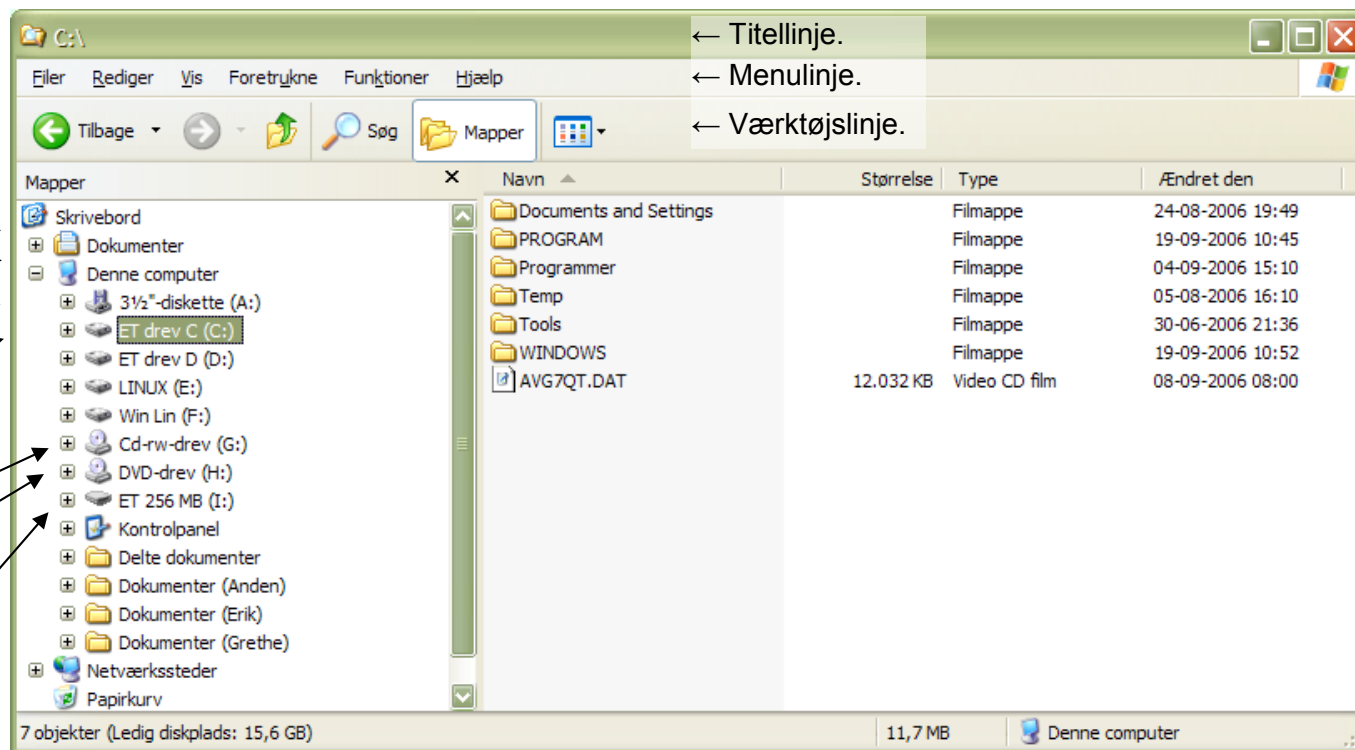 C:\ ← Titellinje.
Filer Rediger Vis Foretrukne Funktioner Hjælp ← Menulinje.
Tilbage Søg Mapper ← Værktøjslinje.
Mapper × Navn Størrelse Type Ændret den
Skrivebord Documents and Settings Filmappe 24-08-2006 19:49
Dokumenter PROGRAM Filmappe 19-09-2006 10:45
Denne computer Programmer Filmappe 04-09-2006 15:10
3½"-diskette (A:) Temp Filmappe 05-08-2006 16:10
ET drev C (C:) Tools Filmappe 30-06-2006 21:36
ET drev D (D:) WINDOWS Filmappe 19-09-2006 10:52
LINUX (E:) AVG7QT.DAT 12.032 KB Video CD film 08-09-2006 08:00
Win Lin (F:)
Cd-rw-drev (G:)
DVD-drev (H:)
ET 256 MB (I:)
Kontrolpanel
Delte dokumenter
Dokumenter (Anden)
Dokumenter (Erik)
Dokumenter (Grethe)
Netværkssteder
Papirkurv
7 objekter (Ledig diskplads: 15,6 GB) 11,7 MB Denne computer